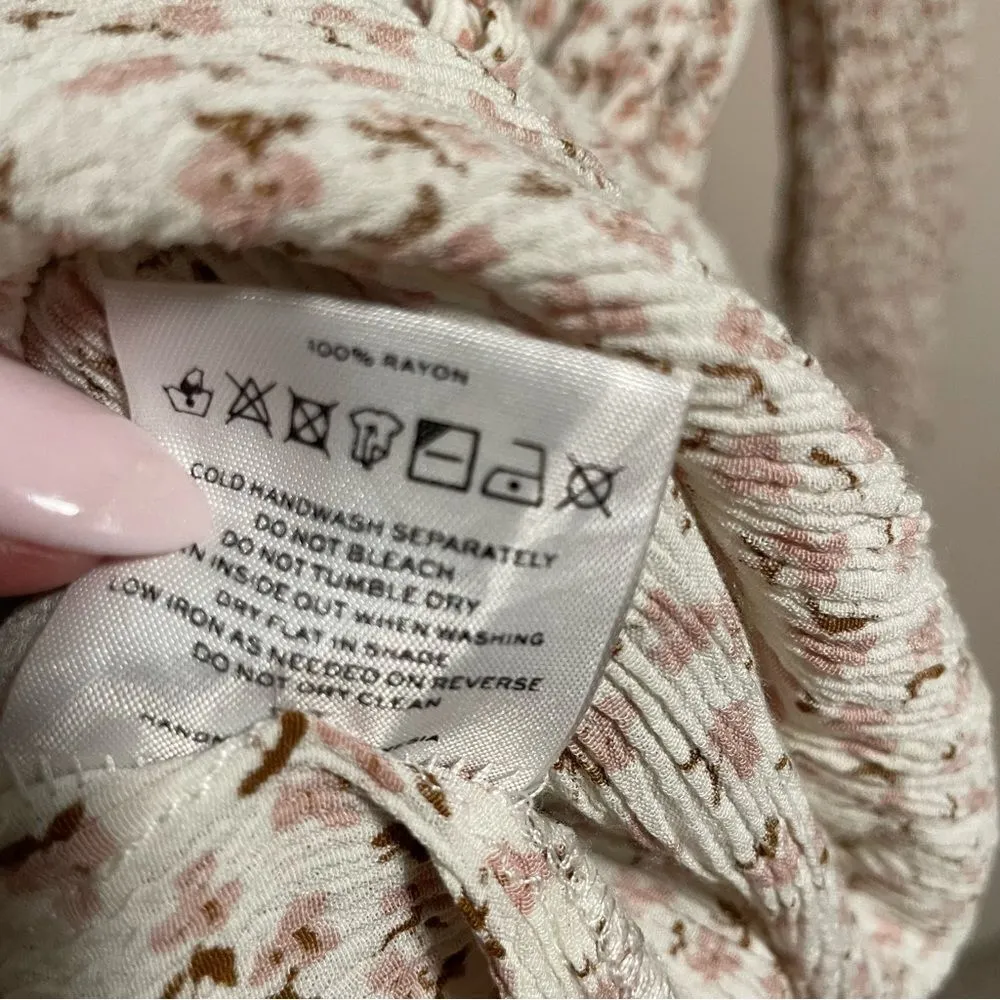 100% RAYON
COLD HANDWASH SEPARATELY
DO NOT BLEACH
DO NOT TUMBLE DRY
INSIDE OUT WHEN WASHING
DRY FLAT IN SHADE
LOW IRON AS NEEDED ON REVERSE
DO NOT DRY CLEAN